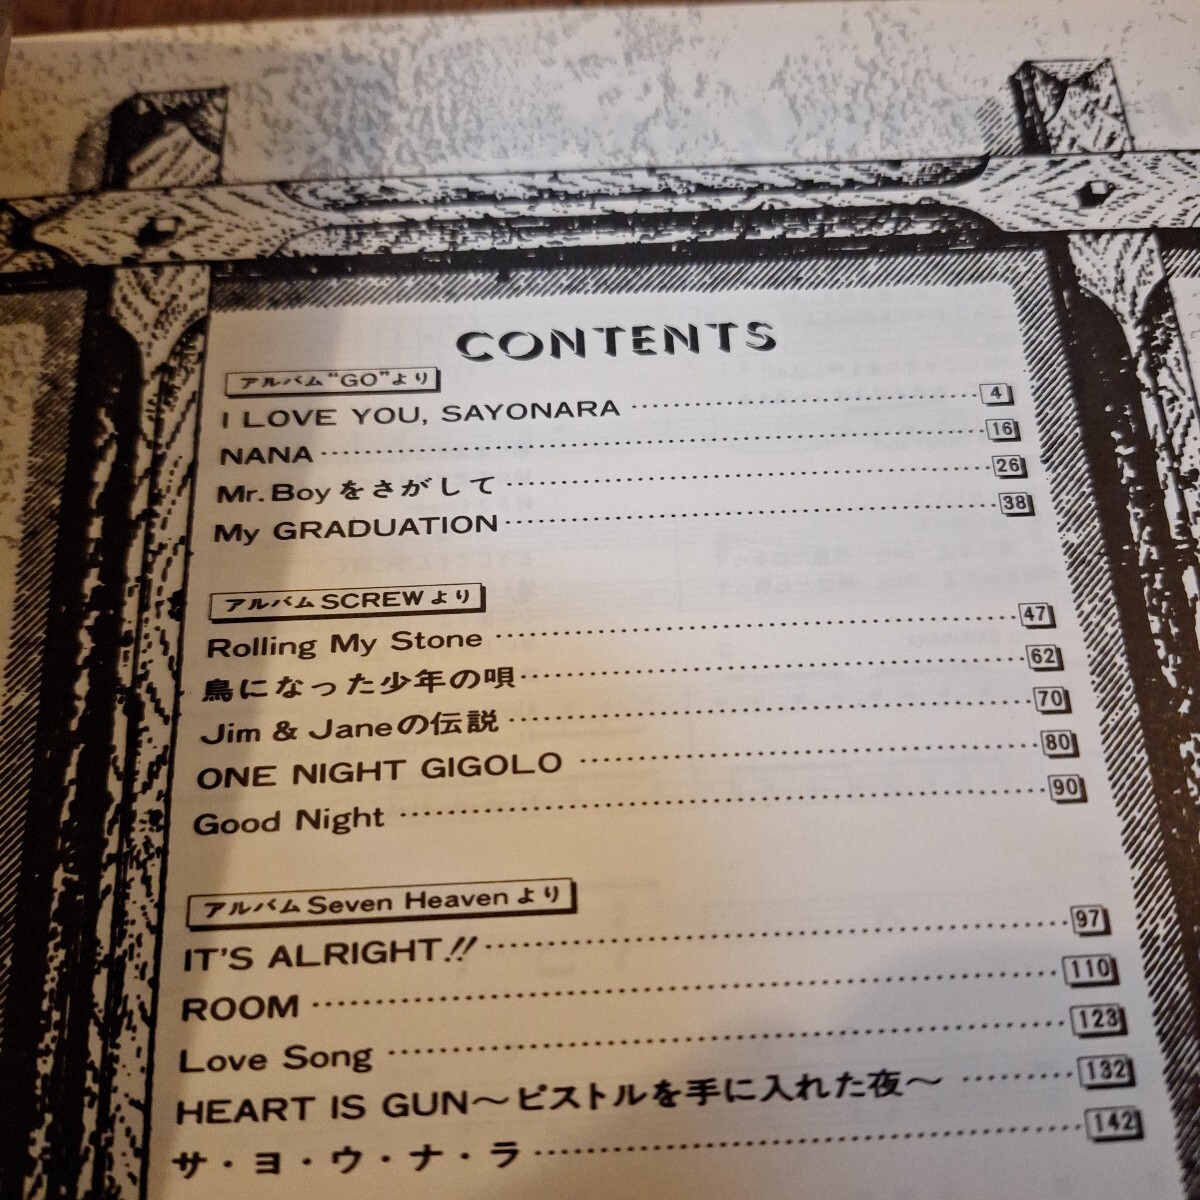 CONTENTS
アルバム“GO”より
I LOVE YOU, SAYONARA 4
NANA 16
Mr. Boyをさがして 26
My GRADUATION 38
アルバムSCREWより
Rolling My Stone 47
鳥になった少年の唄 62
Jim & Janeの伝説 70
ONE NIGHT GIGOLO 80
Good Night 90
アルバムSeven Heavenより
IT'S ALRIGHT!! 97
ROOM 110
Love Song 123
HEART IS GUN～ピストルを手に入れた夜～ 132
サ・ヨ・ウ・ナ・ラ 142